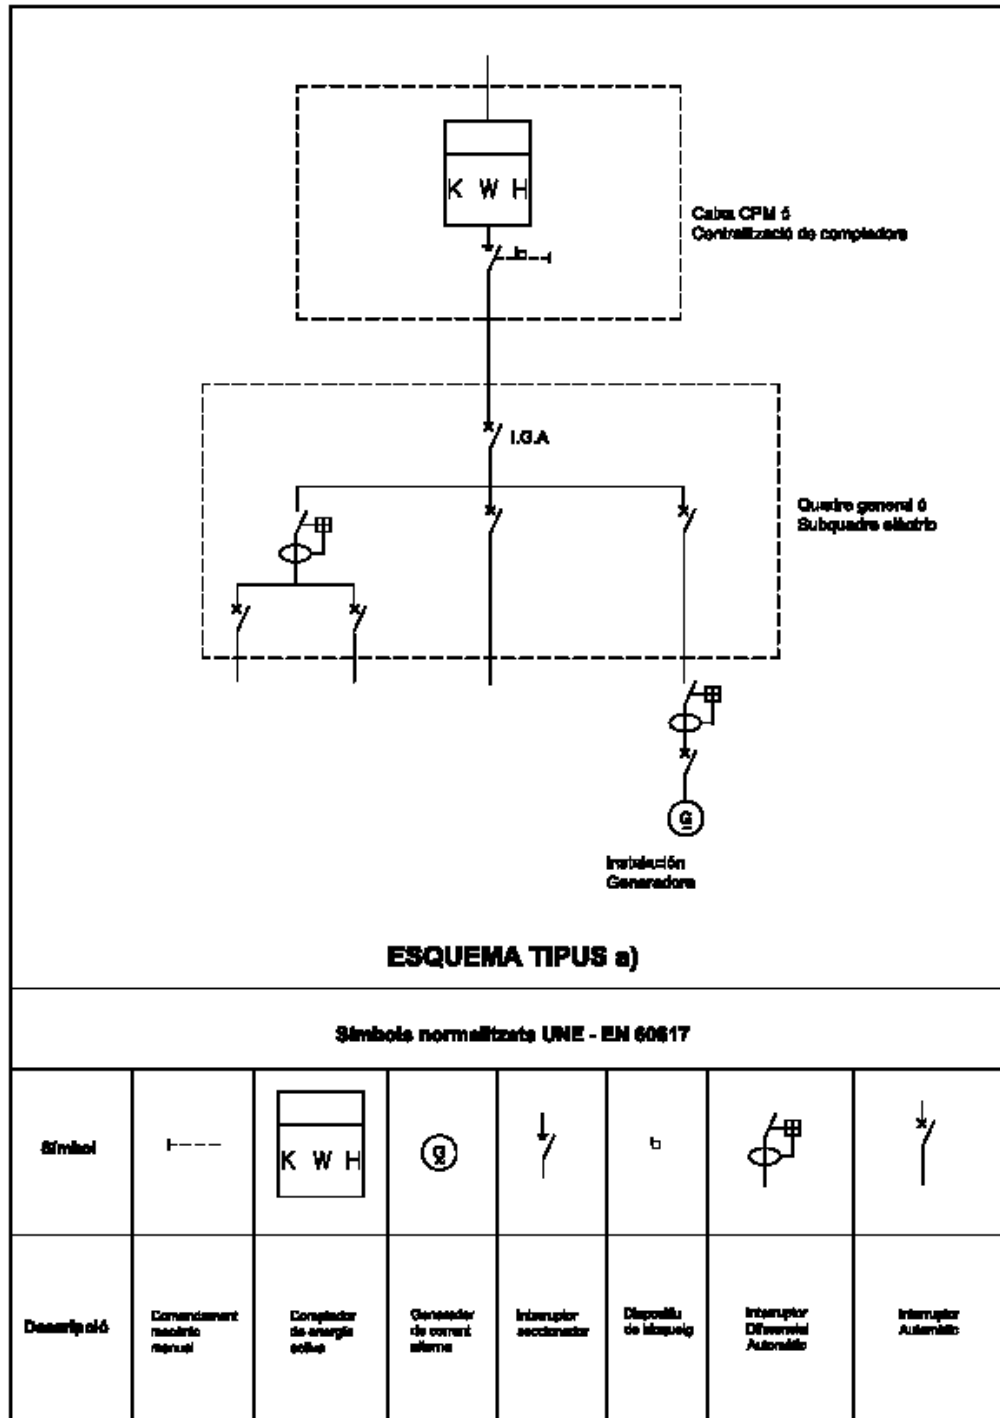 K W H
Caixa CPM ó
Centralització de comptadors
I.G.A
Quadre general ó
Subquadre elèctric
G
Instalación
Generadora
ESQUEMA TIPUS a)
Símbols normalitzats UNE - EN 60617
Símbol
K W H
G
Descripció
Comandament
mecànic
manual
Comptador
de energia
activa
Generador
de corrent
alterna
Interruptor
seccionador
Dispositiu
de bloqueig
Interruptor
Diferencial
Automàtic
Interruptor
Automàtic